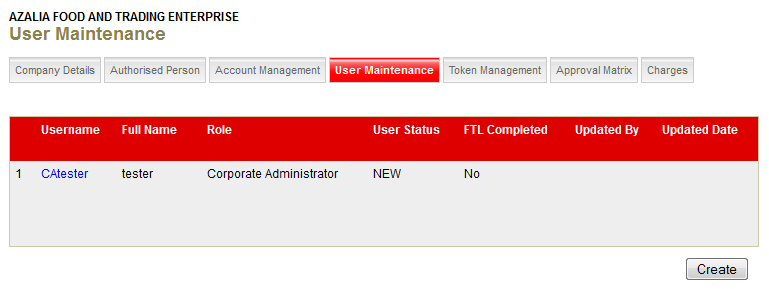 AZALIA FOOD AND TRADING ENTERPRISE
User Maintenance
Company Details Authorised Person Account Management User Maintenance Token Management Approval Matrix Charges
Username Full Name Role User Status FTL Completed Updated By Updated Date
1 CAtester tester Corporate Administrator NEW No
Create